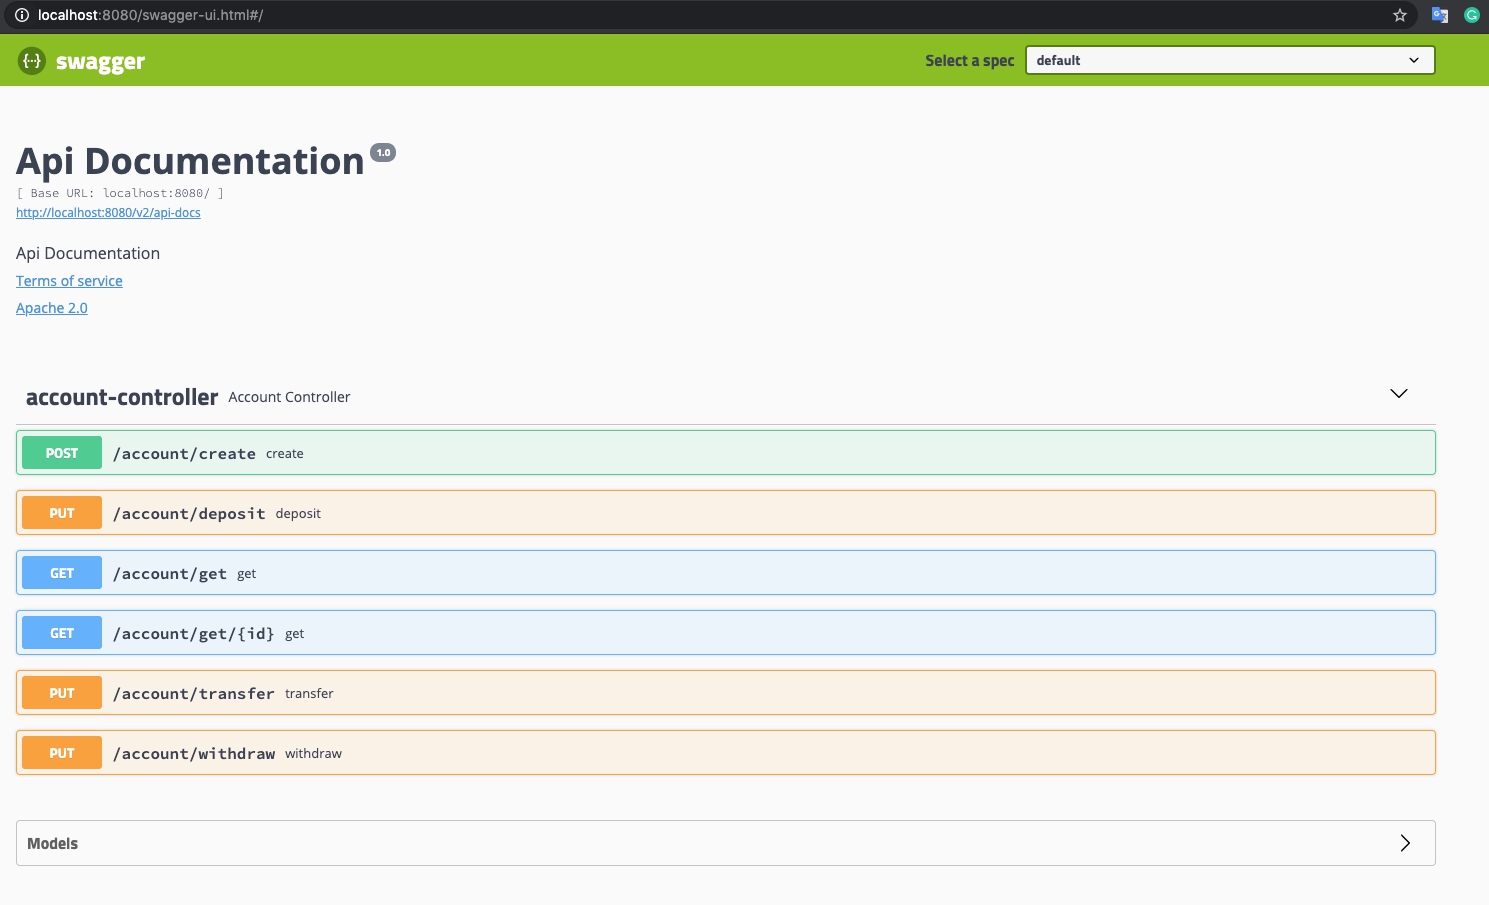 localhost:8080/swagger-ui.html#/
{··} swagger
Select a spec default
Api Documentation 1.0
[ Base URL: localhost:8080/ ]
http://localhost:8080/v2/api-docs
Api Documentation
Terms of service
Apache 2.0
account-controller Account Controller
POST /account/create create
PUT /account/deposit deposit
GET /account/get get
GET /account/get/{id} get
PUT /account/transfer transfer
PUT /account/withdraw withdraw
Models